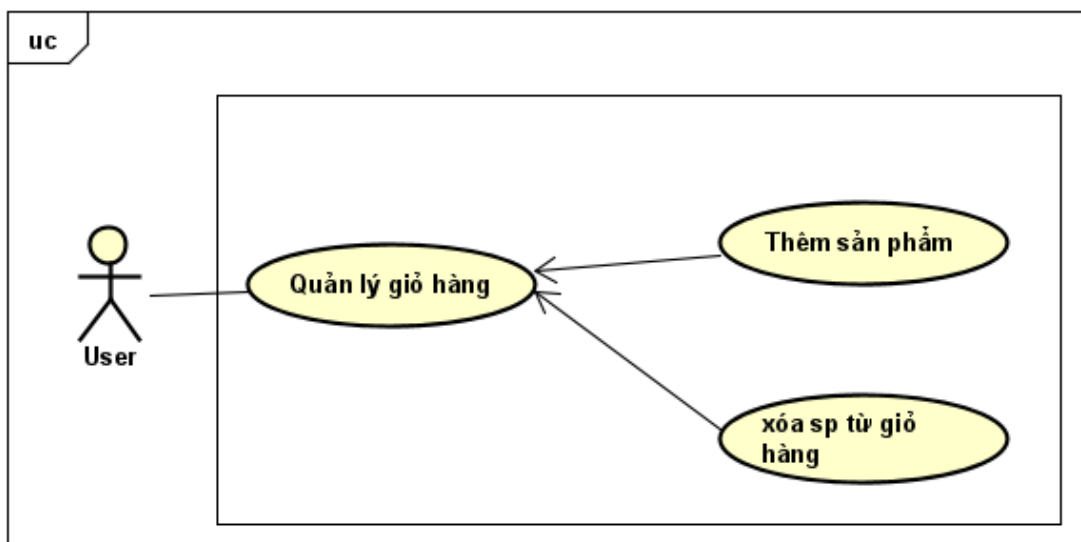 uc
Thêm sản phẩm
Quản lý giỏ hàng
User
xóa sp từ giỏ
hàng